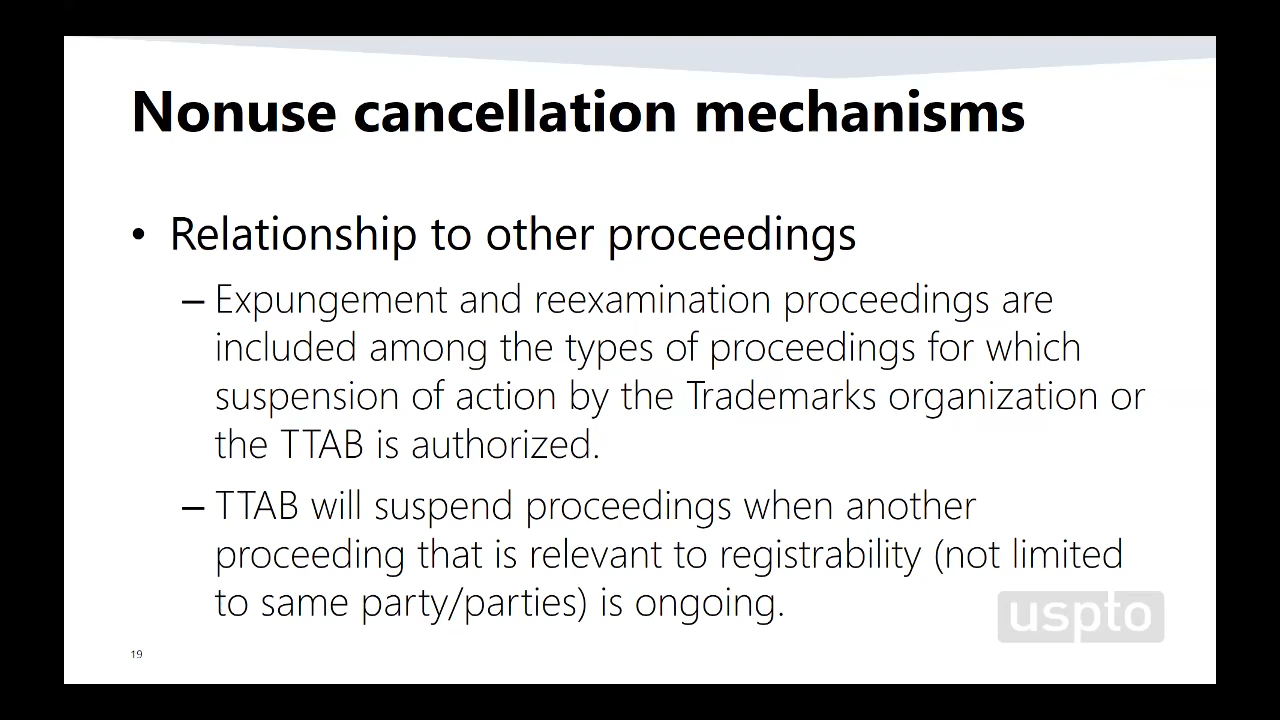 Nonuse cancellation mechanisms
• Relationship to other proceedings
– Expungement and reexamination proceedings are
included among the types of proceedings for which
suspension of action by the Trademarks organization or
the TTAB is authorized.
– TTAB will suspend proceedings when another
proceeding that is relevant to registrability (not limited
to same party/parties) is ongoing.
uspto
19